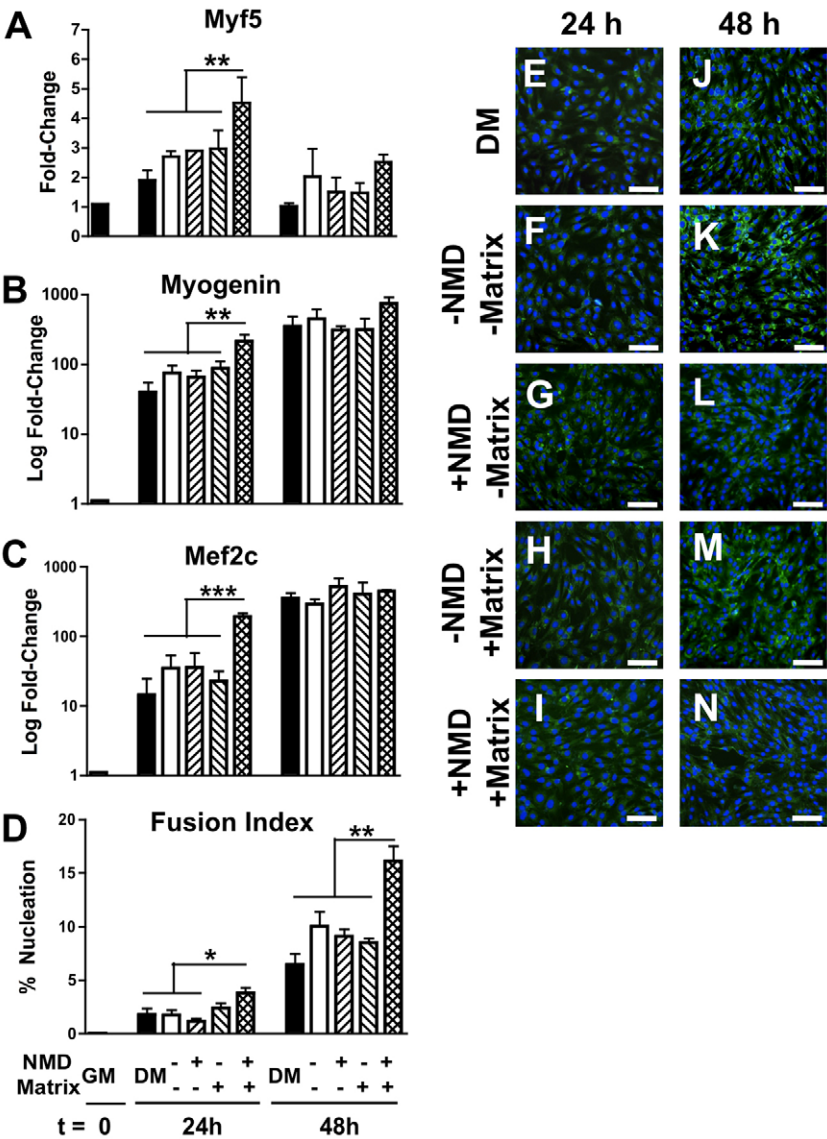 A
Myf5
7
6
5
4
3
2
1
0
Fold-Change
**
B
Myogenin
1000
100
10
1
Log Fold-Change
**
C
Mef2c
1000
100
10
1
Log Fold-Change
***
D
Fusion Index
20
15
10
5
0
% Nucleation
*
**
NMD - + - + - + - +
Matrix - - + + - - + +
GM DM DM
t = 0 24h 48h
24 h 48 h
DM
E J
-NMD
-Matrix
F K
+NMD
-Matrix
G L
-NMD
+Matrix
H M
+NMD
+Matrix
I N